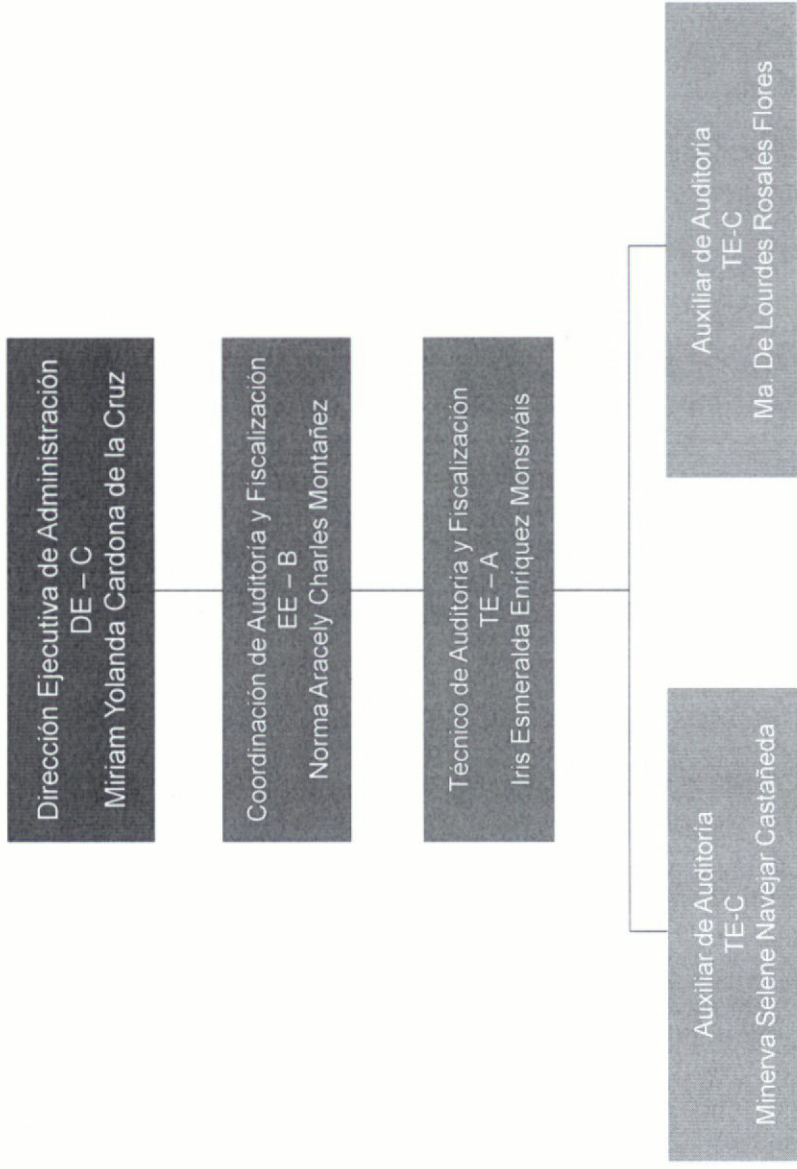 Dirección Ejecutiva de Administración
DE – C
Miriam Yolanda Cardona de la Cruz
Coordinación de Auditoría y Fiscalización
EE – B
Norma Aracely Charles Montañez
Técnico de Auditoría y Fiscalización
TE – A
Iris Esmeralda Enríquez Monsiváis
Auxiliar de Auditoria
TE-C
Minerva Selene Navejar Castañeda
Auxiliar de Auditoría
TE-C
Ma. De Lourdes Rosales Flores